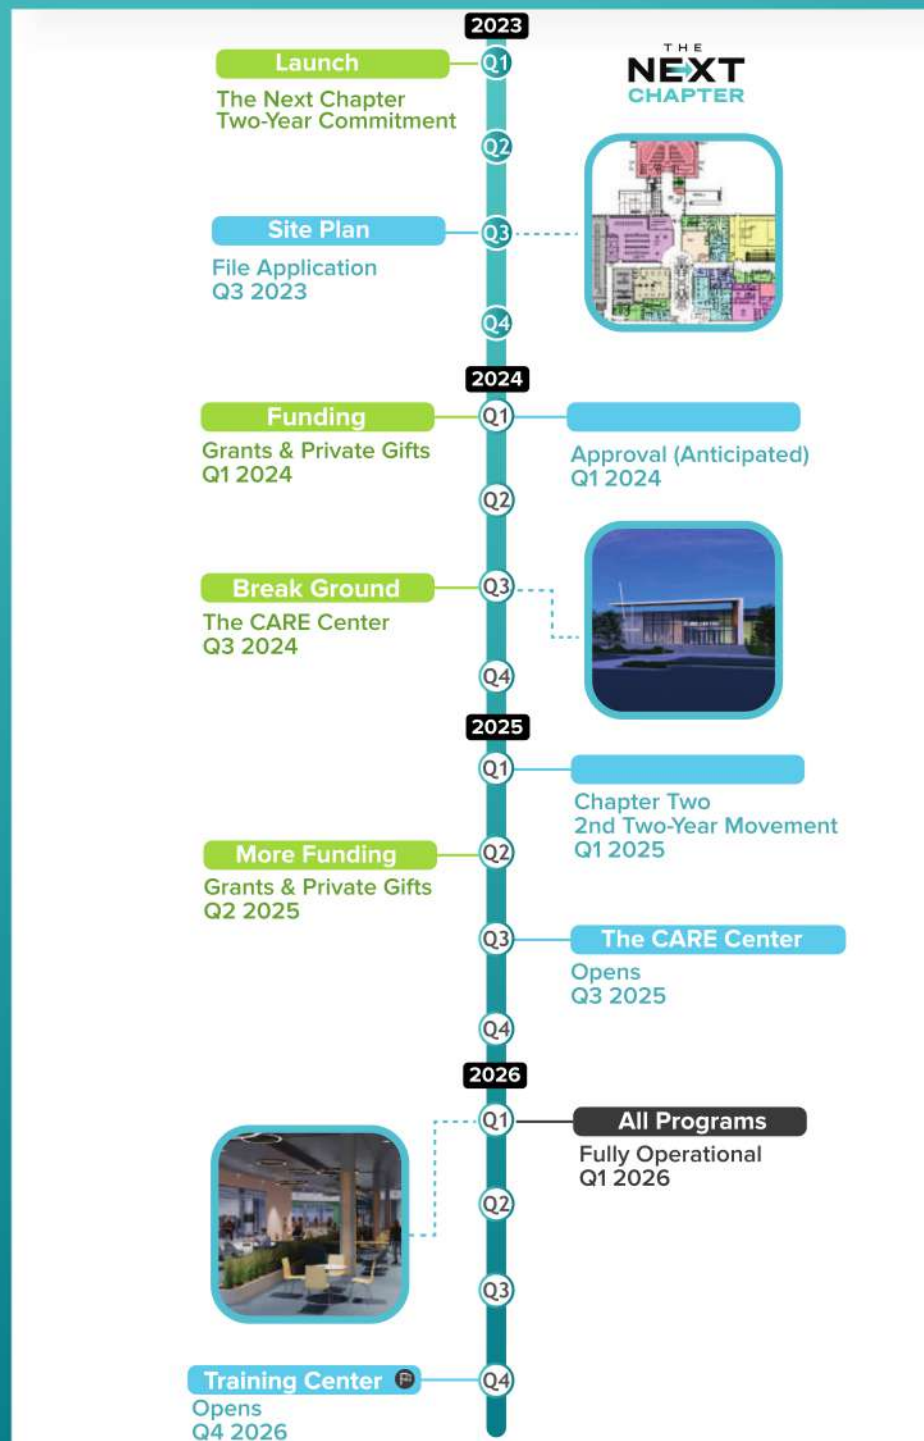 2023
THE
NEXT
CHAPTER
Launch
Q1
The Next Chapter
Two-Year Commitment
Q2
Site Plan
Q3
File Application
Q3 2023
Q4
2024
Funding
Q1
Grants & Private Gifts
Q1 2024
Approval (Anticipated)
Q1 2024
Q2
Break Ground
Q3
The CARE Center
Q3 2024
Q4
2025
Q1
Chapter Two
2nd Two-Year Movement
Q1 2025
More Funding
Q2
Grants & Private Gifts
Q2 2025
Q3
The CARE Center
Opens
Q3 2025
Q4
2026
Q1
All Programs
Fully Operational
Q1 2026
Q2
Q3
Training Center
Q4
Opens
Q4 2026